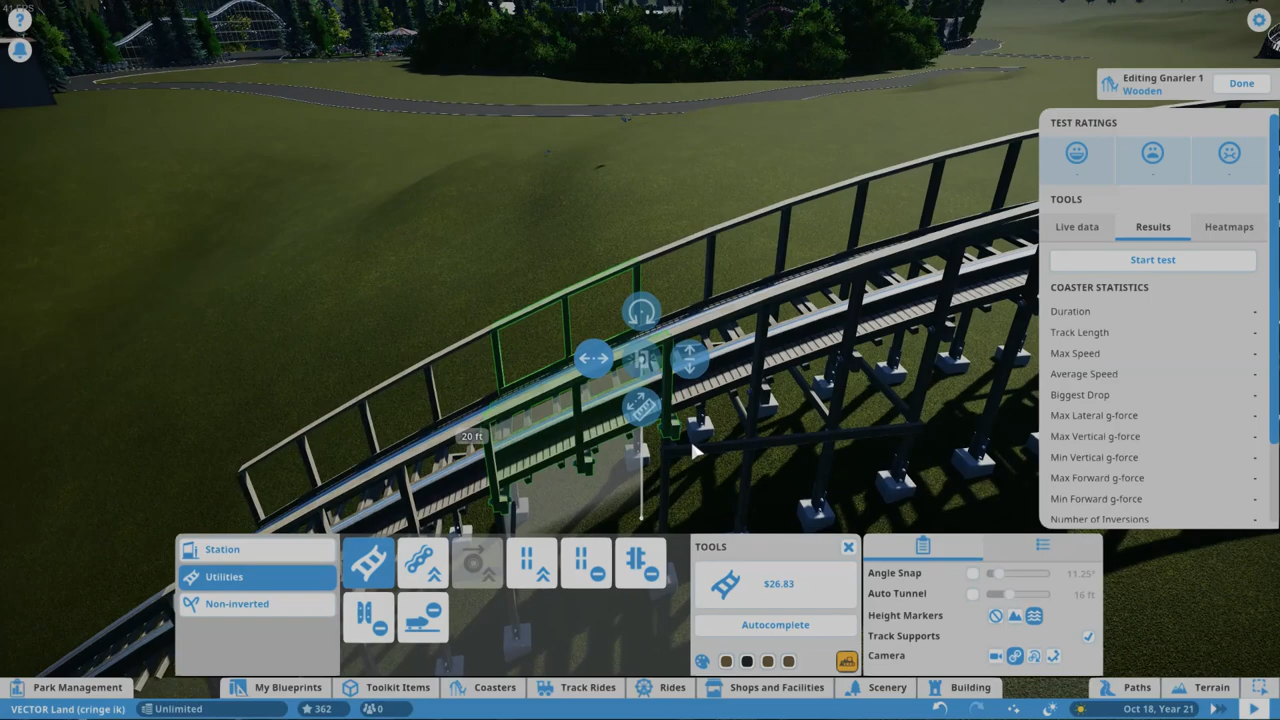 41 FPS
?
Editing Gnarler 1
Wooden
Done
TEST RATINGS
- - -
TOOLS
Live data Results Heatmaps
Start test
COASTER STATISTICS
Duration -
Track Length -
Max Speed -
Average Speed -
Biggest Drop -
Max Lateral g-force -
Max Vertical g-force -
Min Vertical g-force -
Max Forward g-force -
Min Forward g-force -
Number of Inversions
20 ft
Station
Utilities
Non-inverted
TOOLS
$26.83
Autocomplete
Angle Snap 11.25°
Auto Tunnel 16 ft
Height Markers
Track Supports
Camera
Park Management My Blueprints Toolkit Items Coasters Track Rides Rides Shops and Facilities Scenery Building Paths Terrain
VECTOR Land (cringe ik) Unlimited 362 0 Oct 18, Year 21